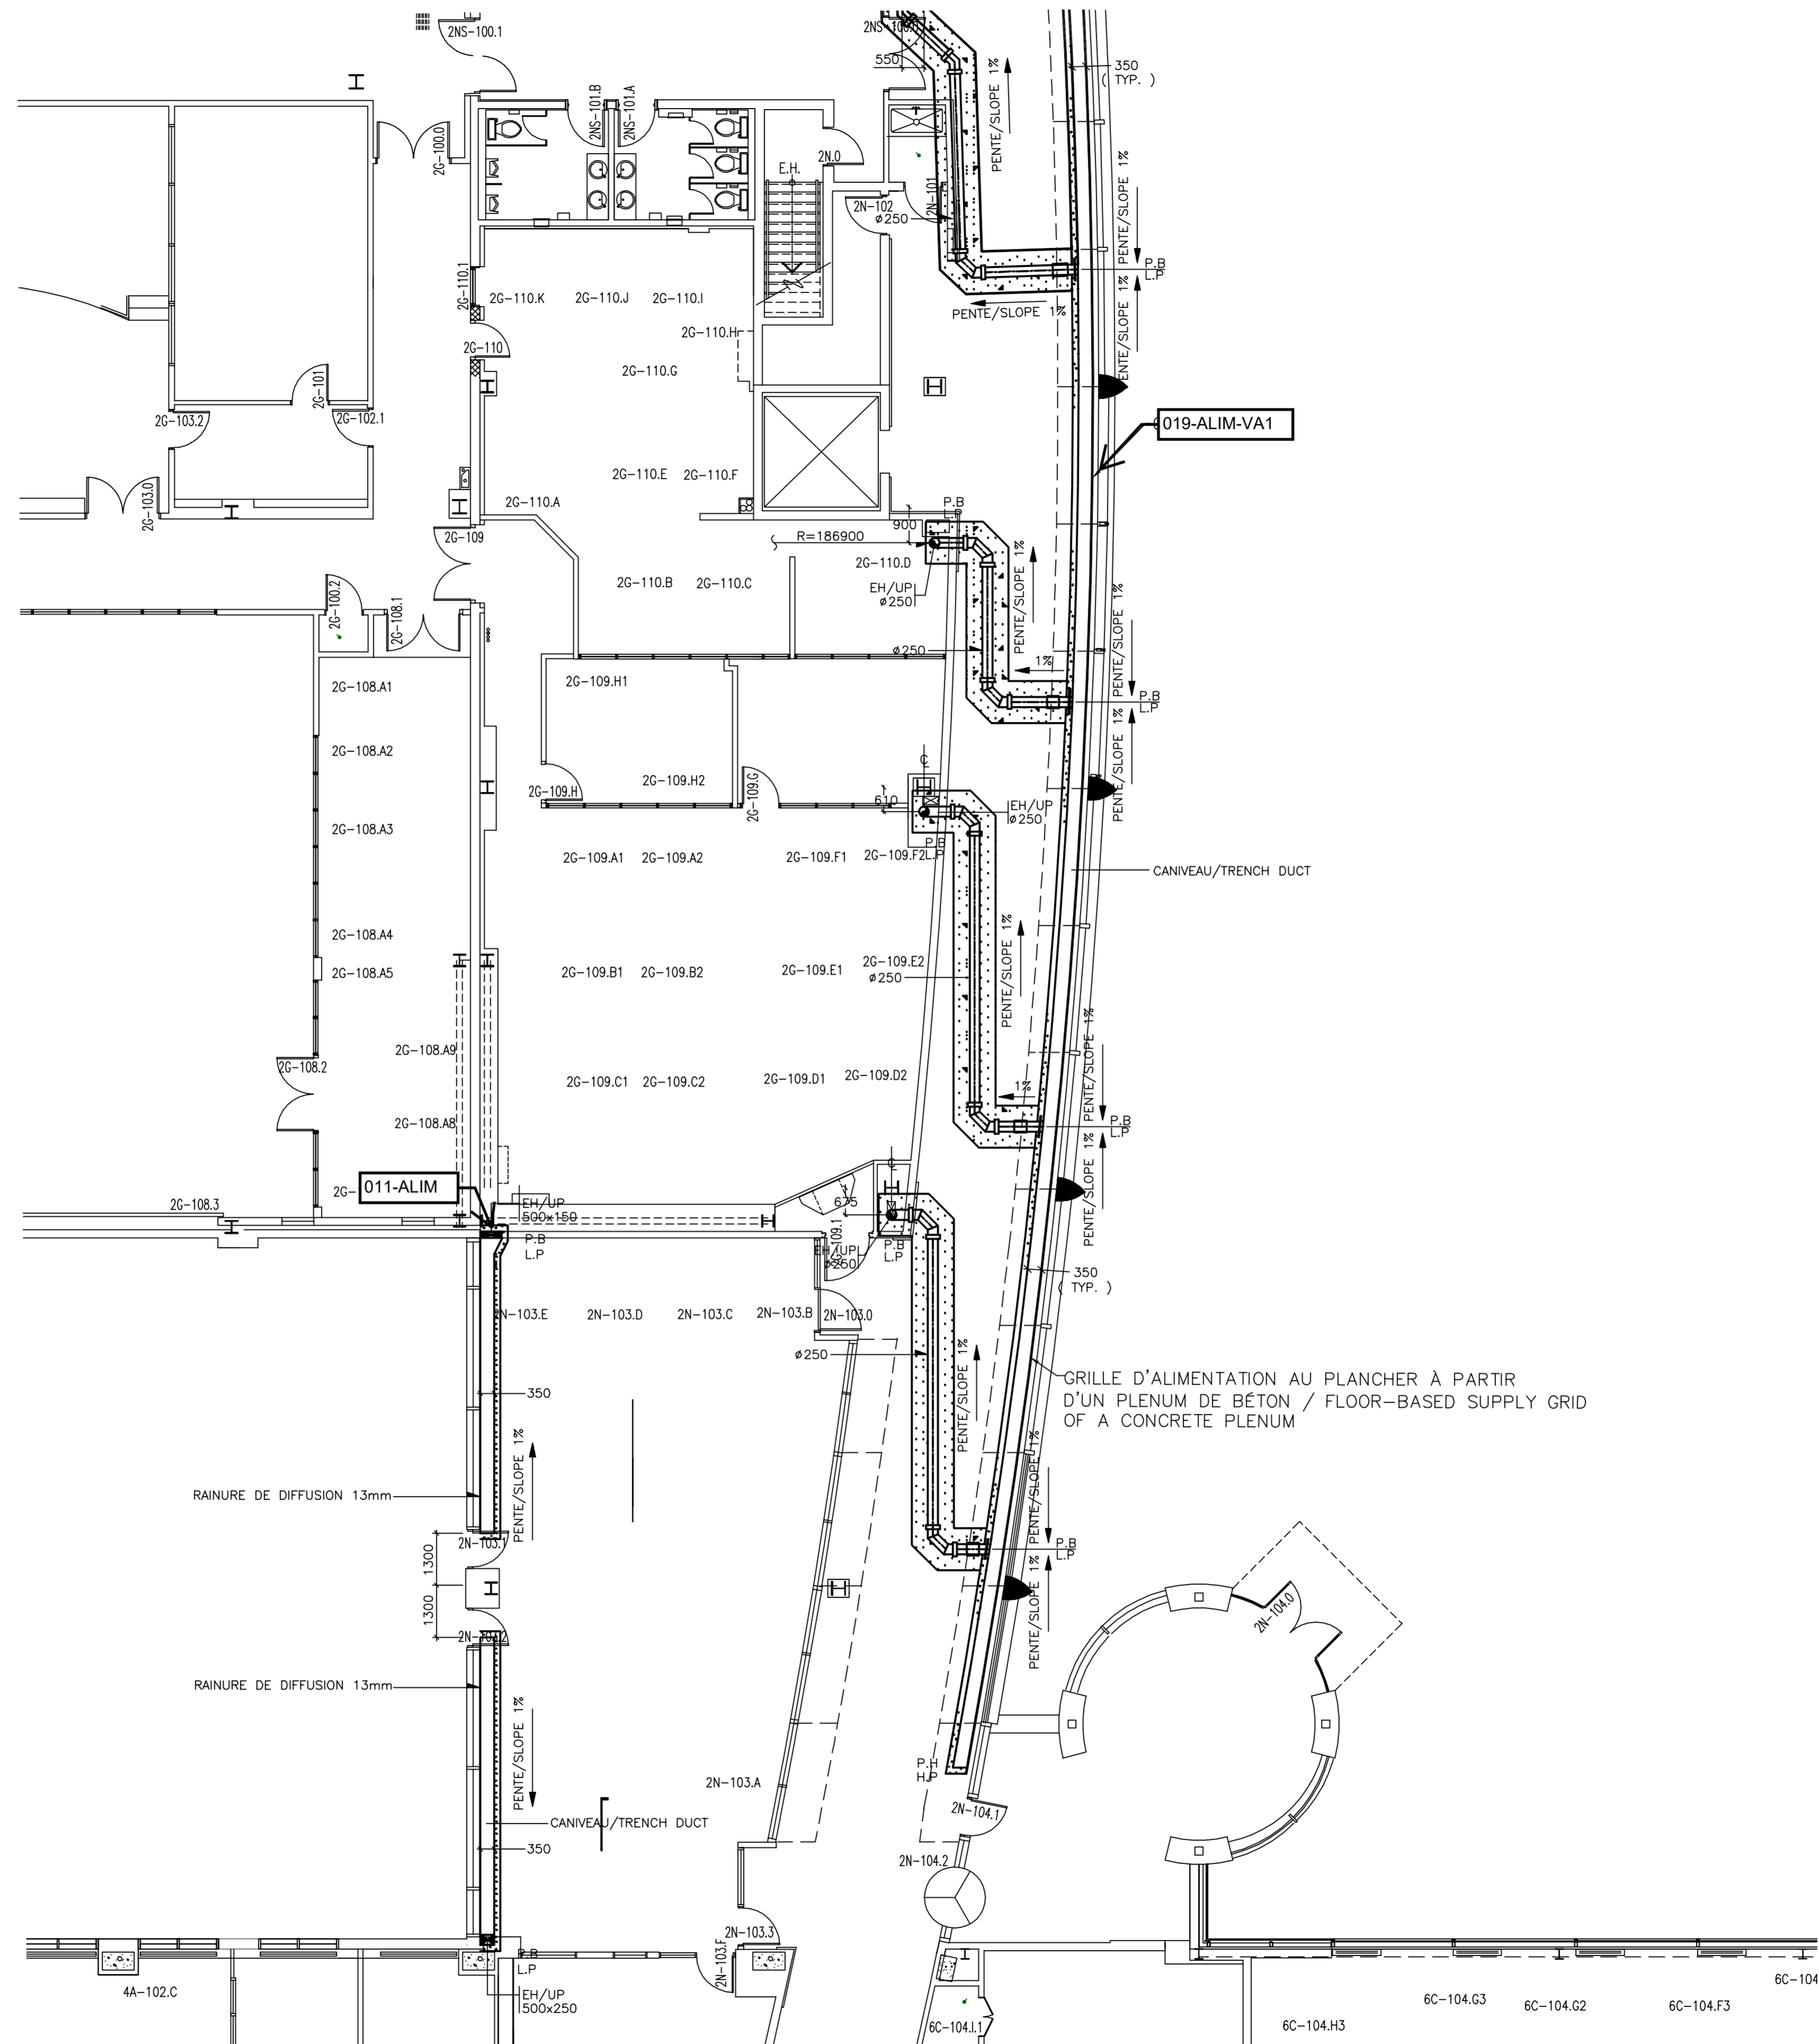 2NS-100.1
550
PENTE/SLOPE 1%
350
( TYP. )
2NS-101.B
2NS-101.A
2G-100.0
2N.0
E.H.
2N-101
2N-102
ø250
PENTE/SLOPE 1%
PENTE/SLOPE 1%
P.B
L.P
PENTE/SLOPE 1%
2G-110.1
2G-110.K
2G-110.J
2G-110.I
2G-110.H
2G-110
2G-110.G
2G-101
2G-103.2
2G-102.1
019-ALIM-VA1
2G-110.E
2G-110.F
2G-110.A
2G-103.0
2G-109
P.B
L.P
900
R=186900
2G-110.D
2G-110.B
2G-110.C
EH/UP
ø250
PENTE/SLOPE 1%
PENTE/SLOPE 1%
2G-100.2
2G-108.1
ø250
1%
2G-108.A1
2G-109.H1
P.B
L.P
PENTE/SLOPE 1%
2G-108.A2
2G-109.H2
2G-109.H
2G-109.G
610
EH/UP
ø250
2G-108.A3
2G-109.A1
2G-109.A2
2G-109.F1
2G-109.F2
P.B
L.P
CANIVEAU/TRENCH DUCT
2G-108.A4
2G-108.A5
2G-109.B1
2G-109.B2
2G-109.E1
2G-109.E2
ø250
PENTE/SLOPE 1%
PENTE/SLOPE 1%
2G-108.A9
2G-108.2
2G-109.C1
2G-109.C2
2G-109.D1
2G-109.D2
1%
2G-108.A8
P.B
L.P
PENTE/SLOPE 1%
2G-
011-ALIM
2G-108.3
EH/UP
500x150
P.B
L.P
675
2G-109.1
EH/UP
ø250
P.B
L.P
350
( TYP. )
2N-103.E
2N-103.D
2N-103.C
2N-103.B
2N-103.0
ø250
PENTE/SLOPE 1%
GRILLE D'ALIMENTATION AU PLANCHER À PARTIR
D'UN PLENUM DE BÉTON / FLOOR-BASED SUPPLY GRID
OF A CONCRETE PLENUM
350
PENTE/SLOPE 1%
PENTE/SLOPE 1%
RAINURE DE DIFFUSION 13mm
2N-103.1
1300
1300
P.B
L.P
PENTE/SLOPE 1%
2N-104.0
RAINURE DE DIFFUSION 13mm
PENTE/SLOPE 1%
2N-103.A
P.H
H.P
2N-104.1
CANIVEAU/TRENCH DUCT
350
2N-104.2
2N-103.3
2N-103.F
P.B
L.P
EH/UP
500x250
4A-102.C
6C-104.I.1
6C-104.H3
6C-104.G3
6C-104.G2
6C-104.F3
6C-104